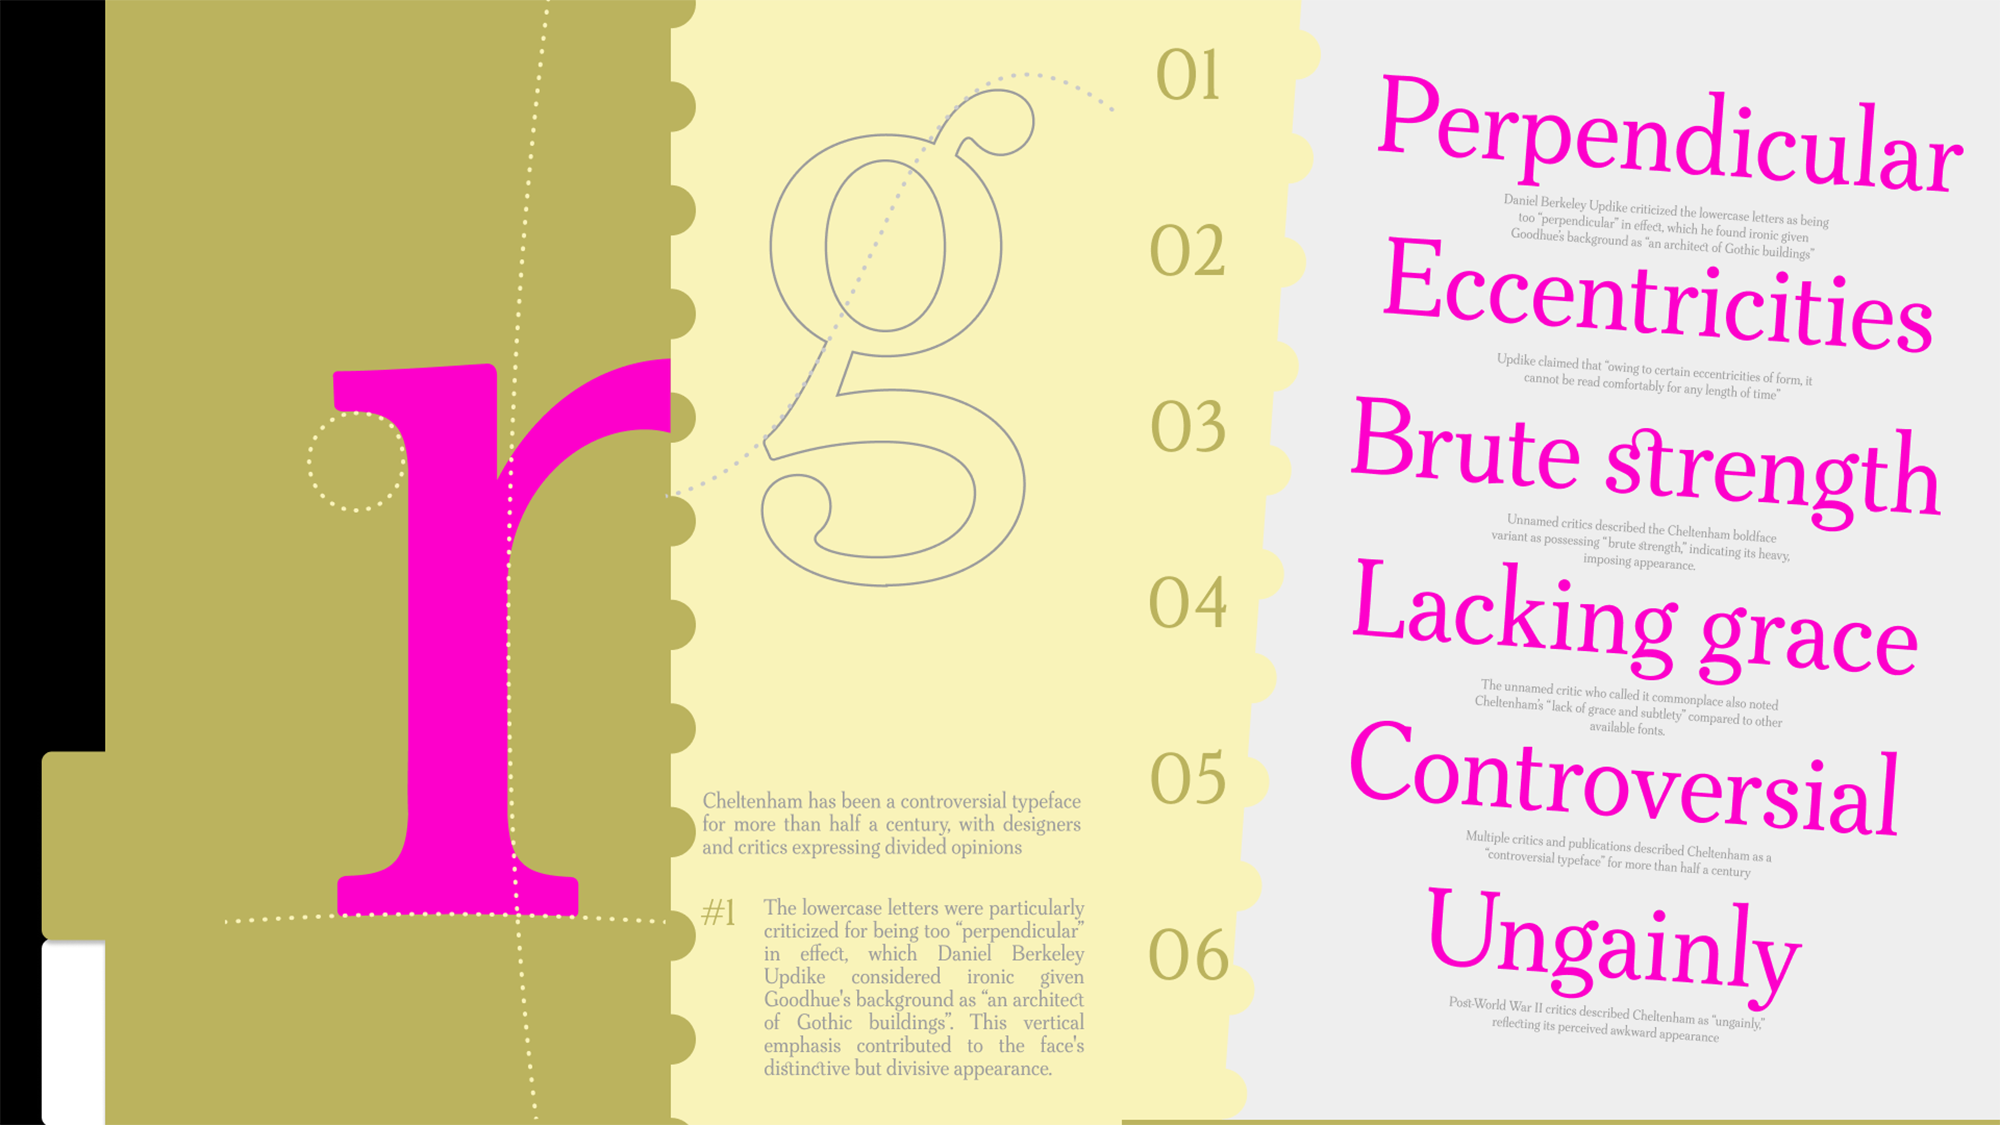 r
g
Cheltenham has been a controversial typeface
for more than half a century, with designers
and critics expressing divided opinions
#1
The lowercase letters were particularly
criticized for being too “perpendicular”
in effect, which Daniel Berkeley
Updike considered ironic given
Goodhue's background as “an architect
of Gothic buildings”. This vertical
emphasis contributed to the face's
distinctive but divisive appearance.
01
02
03
04
05
06
Perpendicular
Daniel Berkeley Updike criticized the lowercase letters as being
too “perpendicular” in effect, which he found ironic given
Goodhue's background as “an architect of Gothic buildings”
Eccentricities
Updike claimed that “owing to certain eccentricities of form, it
cannot be read comfortably for any length of time”
Brute strength
Unnamed critics described the Cheltenham boldface
variant as possessing “brute strength,” indicating its heavy,
imposing appearance.
Lacking grace
The unnamed critic who called it commonplace also noted
Cheltenham's “lack of grace and subtlety” compared to other
available fonts.
Controversial
Multiple critics and publications described Cheltenham as a
“controversial typeface” for more than half a century
Ungainly
Post-World War II critics described Cheltenham as “ungainly,”
reflecting its perceived awkward appearance